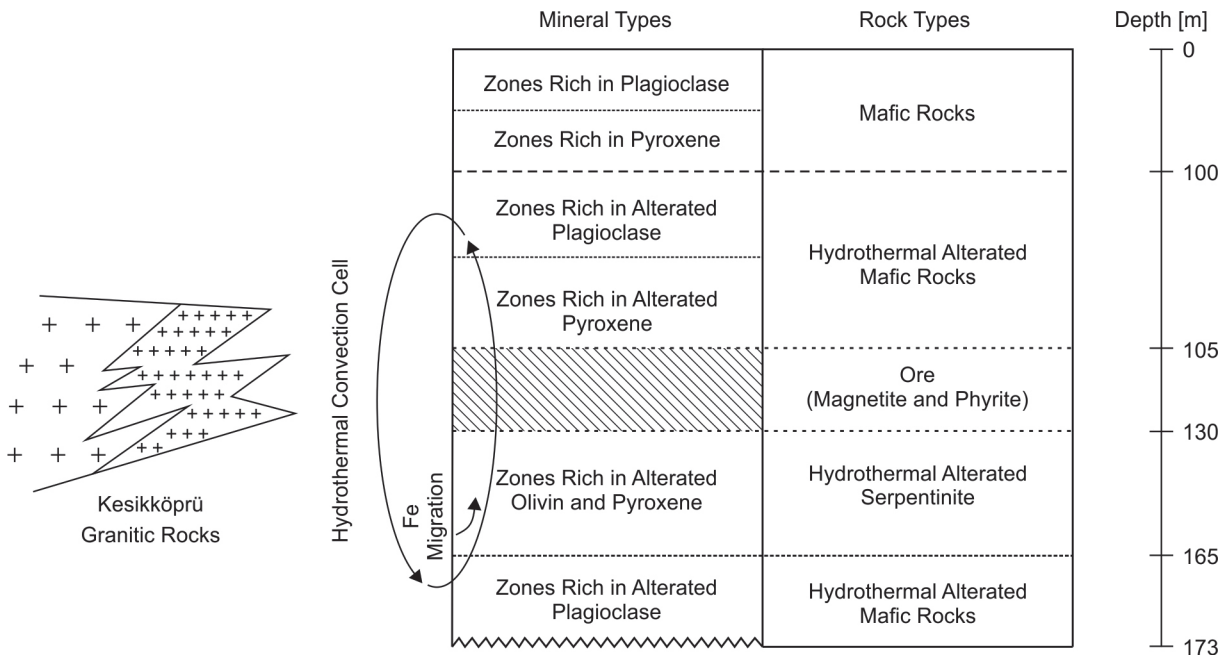 Mineral Types
Rock Types
Depth [m]
0
Zones Rich in Plagioclase
Mafic Rocks
Zones Rich in Pyroxene
100
Zones Rich in Alterated
Plagioclase
Hydrothermal Alterated
Mafic Rocks
Zones Rich in Alterated
Pyroxene
105
Ore
(Magnetite and Phyrite)
130
Zones Rich in Alterated
Olivin and Pyroxene
Hydrothermal Alterated
Serpentinite
165
Zones Rich in Alterated
Plagioclase
Hydrothermal Alterated
Mafic Rocks
173
Hydrothermal Convection Cell
Fe
Migration
Kesikköprü
Granitic Rocks